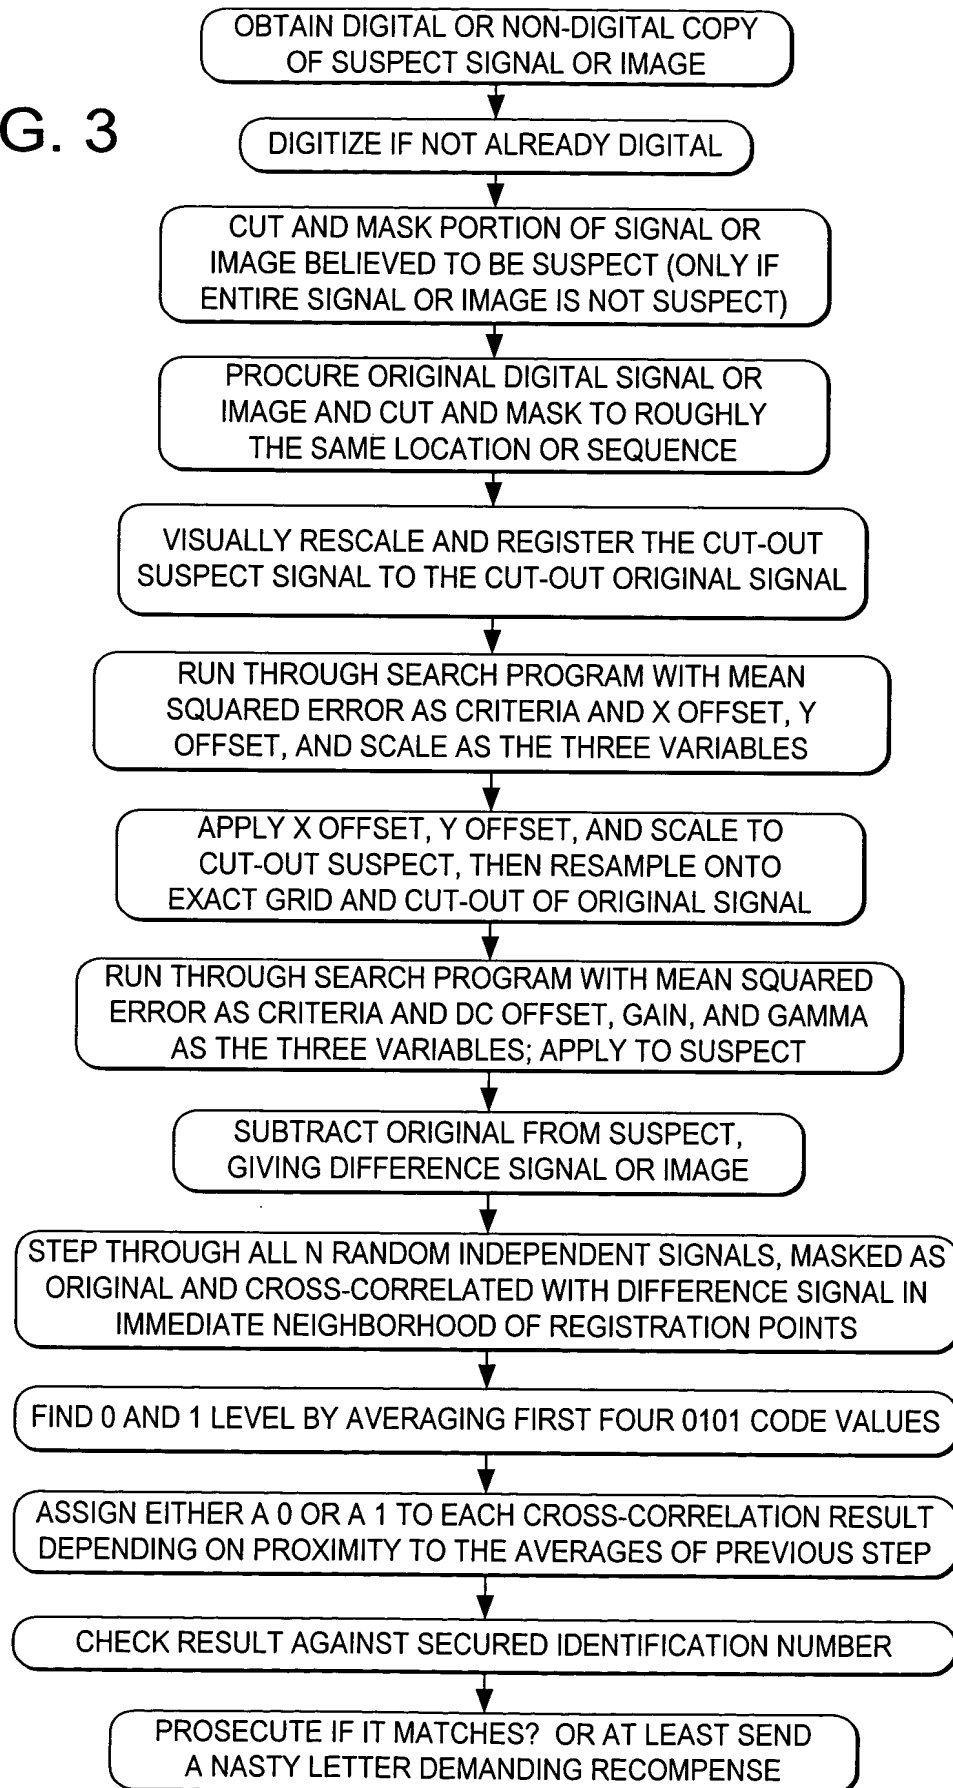 OBTAIN DIGITAL OR NON-DIGITAL COPY
OF SUSPECT SIGNAL OR IMAGE
G. 3
DIGITIZE IF NOT ALREADY DIGITAL
CUT AND MASK PORTION OF SIGNAL OR
IMAGE BELIEVED TO BE SUSPECT (ONLY IF
ENTIRE SIGNAL OR IMAGE IS NOT SUSPECT)
PROCURE ORIGINAL DIGITAL SIGNAL OR
IMAGE AND CUT AND MASK TO ROUGHLY
THE SAME LOCATION OR SEQUENCE
VISUALLY RESCALE AND REGISTER THE CUT-OUT
SUSPECT SIGNAL TO THE CUT-OUT ORIGINAL SIGNAL
RUN THROUGH SEARCH PROGRAM WITH MEAN
SQUARED ERROR AS CRITERIA AND X OFFSET, Y
OFFSET, AND SCALE AS THE THREE VARIABLES
APPLY X OFFSET, Y OFFSET, AND SCALE TO
CUT-OUT SUSPECT, THEN RESAMPLE ONTO
EXACT GRID AND CUT-OUT OF ORIGINAL SIGNAL
RUN THROUGH SEARCH PROGRAM WITH MEAN SQUARED
ERROR AS CRITERIA AND DC OFFSET, GAIN, AND GAMMA
AS THE THREE VARIABLES; APPLY TO SUSPECT
SUBTRACT ORIGINAL FROM SUSPECT,
GIVING DIFFERENCE SIGNAL OR IMAGE
STEP THROUGH ALL N RANDOM INDEPENDENT SIGNALS, MASKED AS
ORIGINAL AND CROSS-CORRELATED WITH DIFFERENCE SIGNAL IN
IMMEDIATE NEIGHBORHOOD OF REGISTRATION POINTS
FIND 0 AND 1 LEVEL BY AVERAGING FIRST FOUR 0101 CODE VALUES
ASSIGN EITHER A 0 OR A 1 TO EACH CROSS-CORRELATION RESULT
DEPENDING ON PROXIMITY TO THE AVERAGES OF PREVIOUS STEP
CHECK RESULT AGAINST SECURED IDENTIFICATION NUMBER
PROSECUTE IF IT MATCHES? OR AT LEAST SEND
A NASTY LETTER DEMANDING RECOMPENSE